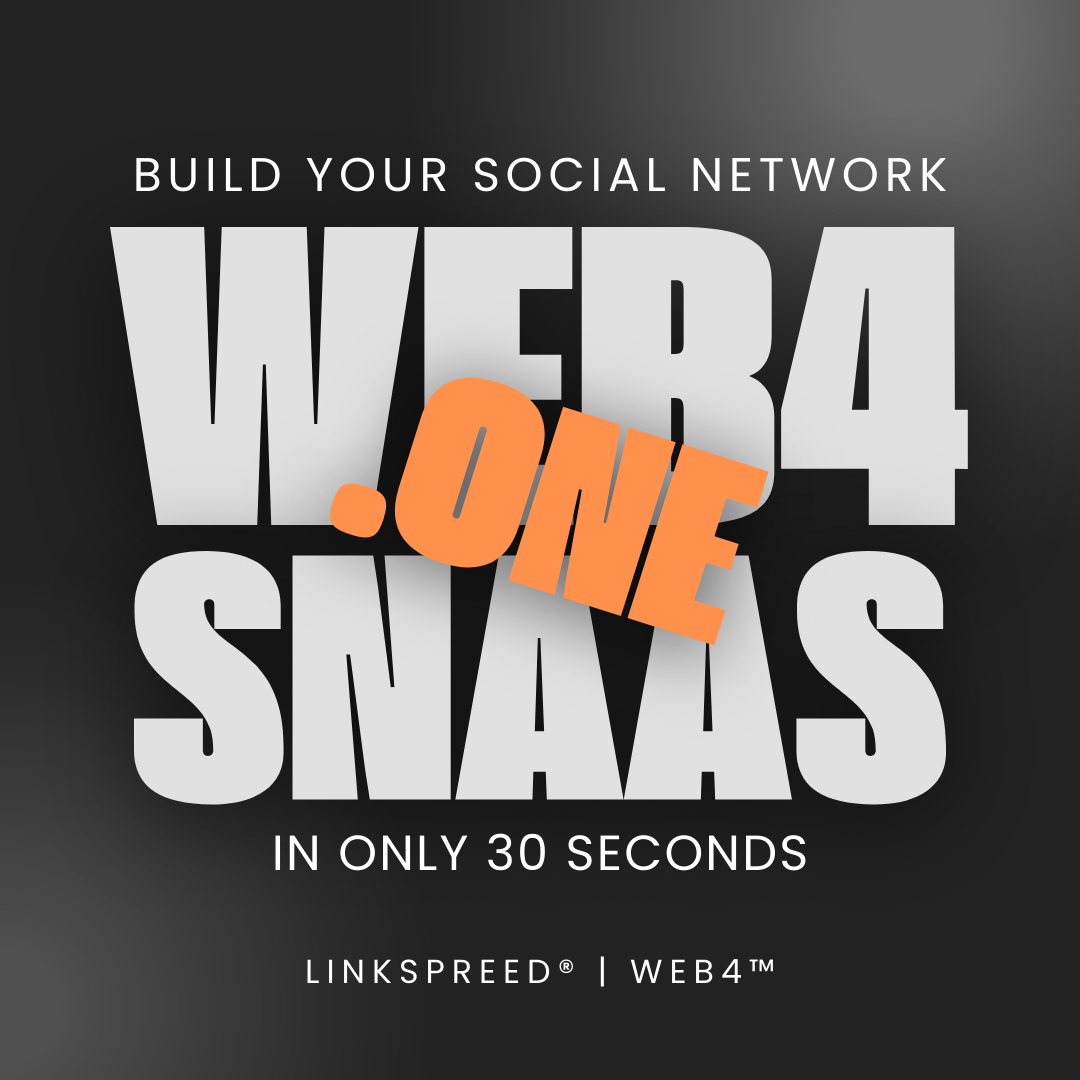 BUILD YOUR SOCIAL NETWORK
WEB4
.ONE
SNAAS
IN ONLY 30 SECONDS
LINKSPREED® | WEB4™